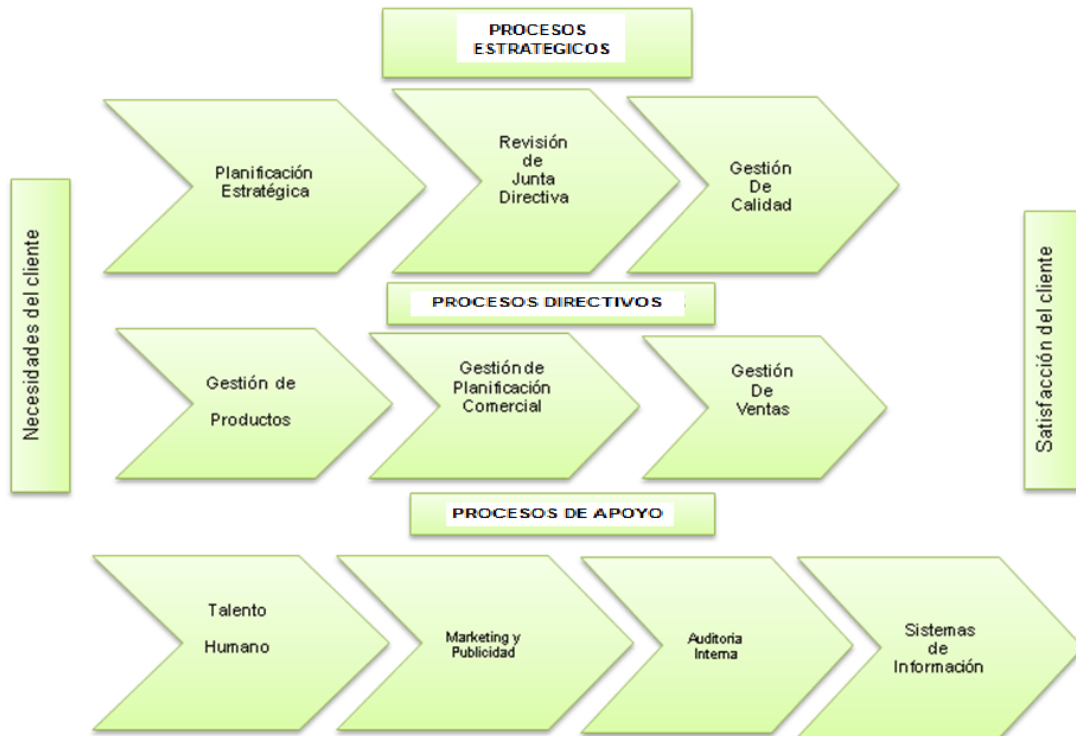 PROCESOS
ESTRATEGICOS
Planificación
Estratégica
Revisión
de
Junta
Directiva
Gestión
De
Calidad
Necesidades del cliente
Satisfacción del cliente
PROCESOS DIRECTIVOS
Gestión de
Productos
Gestión de
Planificación
Comercial
Gestión
De
Ventas
PROCESOS DE APOYO
Talento
Humano
Marketing y
Publicidad
Auditoria
Interna
Sistemas
de
Información